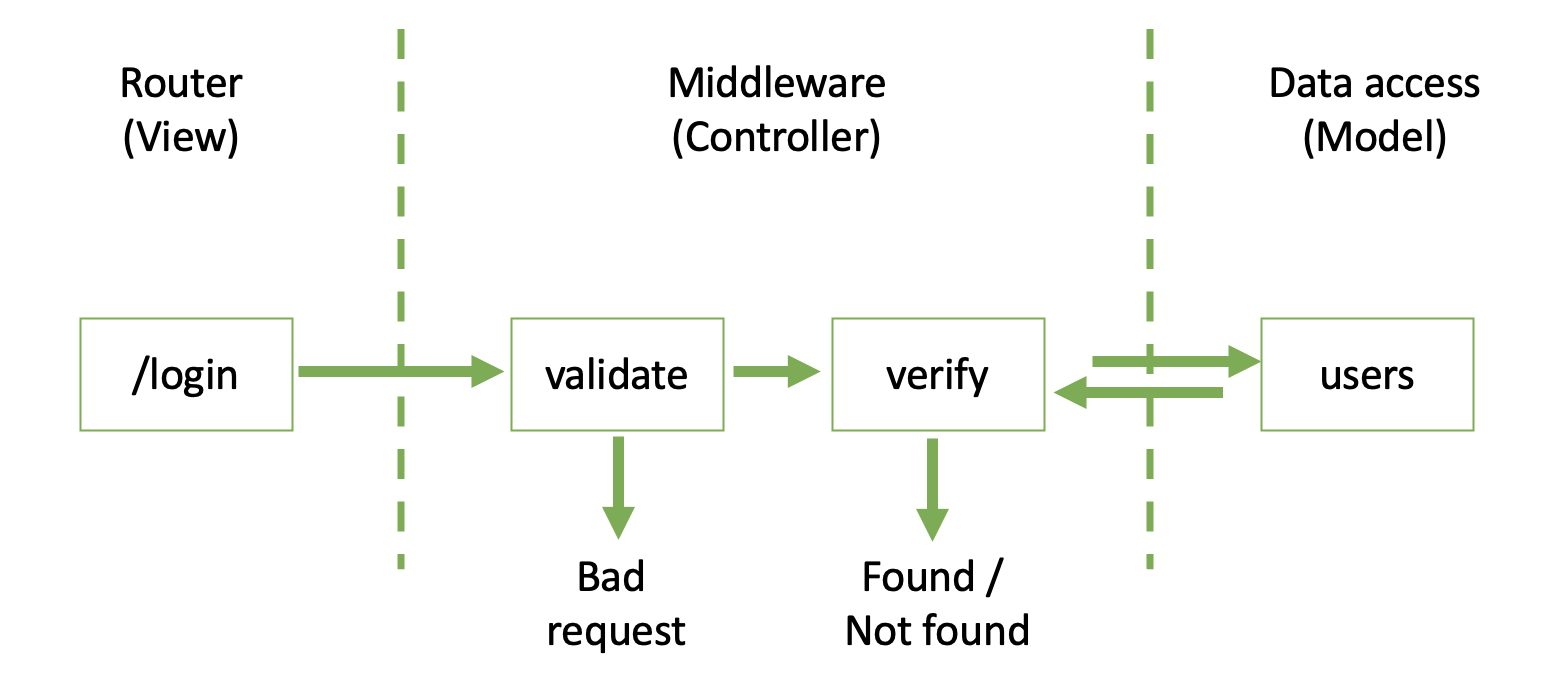 Router
(View)
Middleware
(Controller)
Data access
(Model)
/login
validate
verify
users
Bad
request
Found /
Not found